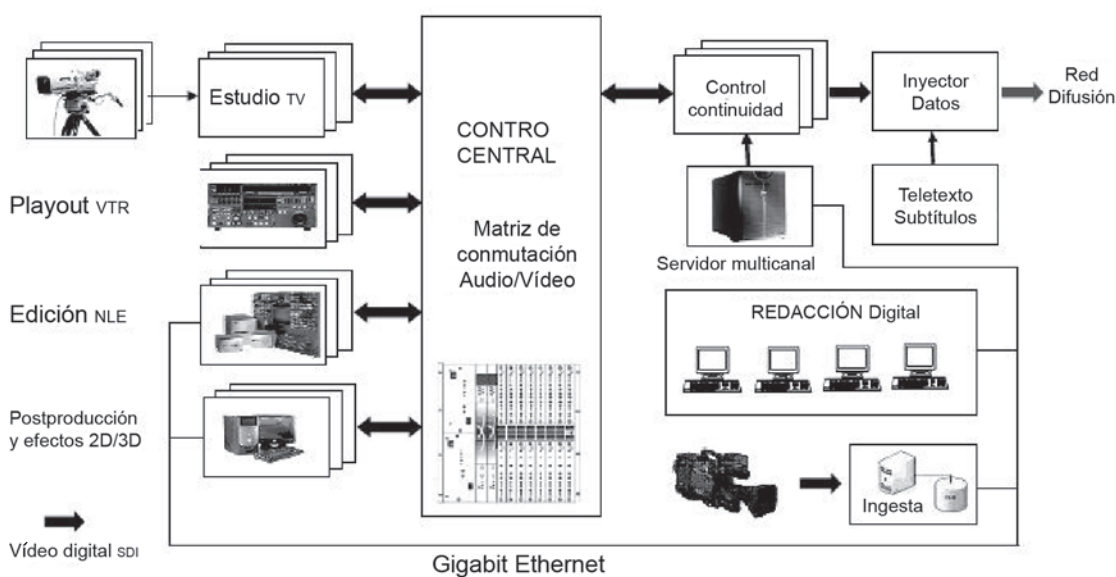 Estudio TV
Playout VTR
Edición NLE
Postproducción
y efectos 2D/3D
Vídeo digital SDI
CONTRO
CENTRAL
Matriz de
conmutación
Audio/Vídeo
Control
continuidad
Inyector
Datos
Red
Difusión
Teletexto
Subtítulos
Servidor multicanal
REDACCIÓN Digital
Ingesta
Gigabit Ethernet